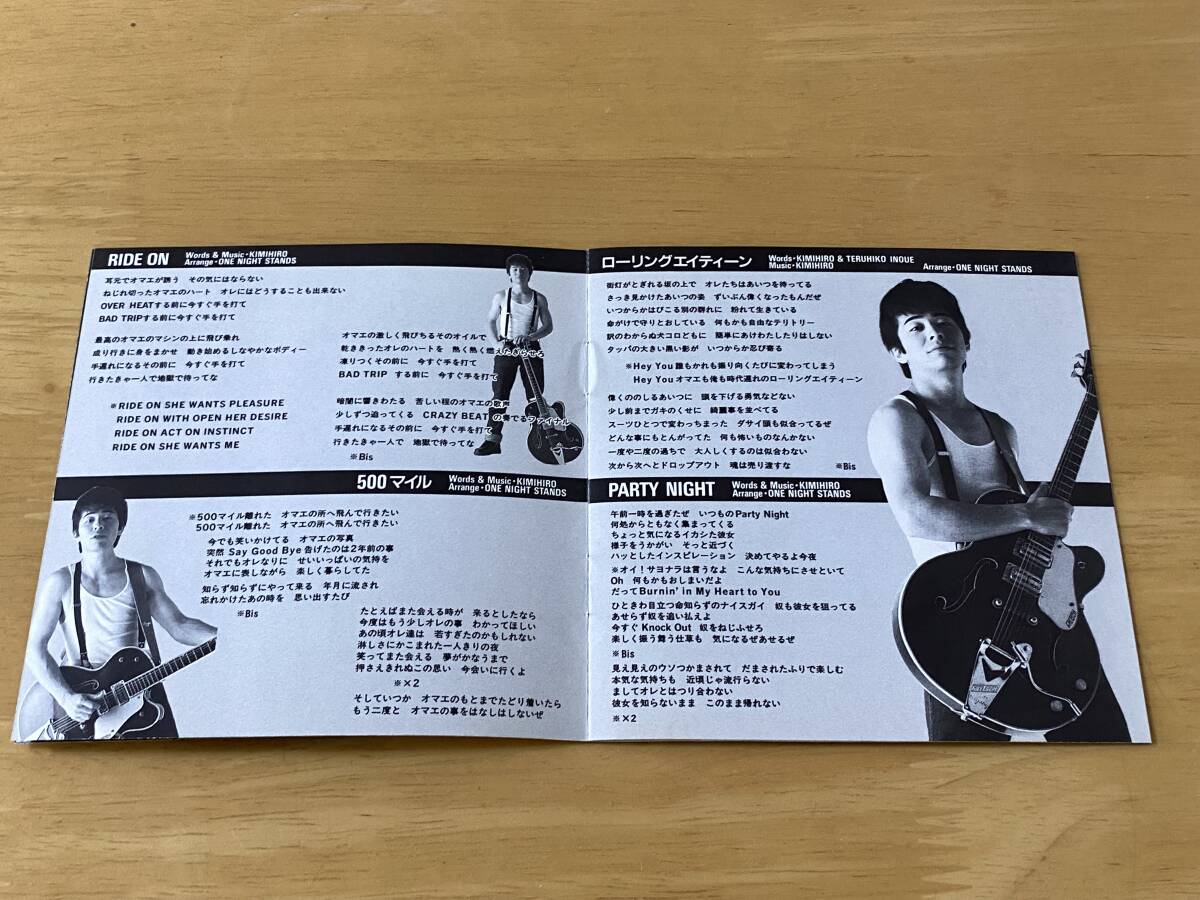 RIDE ON
Words & Music・KIMIHIRO
Arrange・ONE NIGHT STANDS
耳元でオマエが誘う その気にはならない
ねじれ切ったオマエのハート オレにはどうすることも出来ない
OVER HEATする前に今すぐ手を打て
BAD TRIPする前に今すぐ手を打て
最高のオマエのマシンの上に飛び乗れ
成り行きに身をまかせ 動き始めるしなやかなボディー
手遅れになるその前に 今すぐ手を打て
行きたきゃ一人で地獄で待ってな
※RIDE ON SHE WANTS PLEASURE
RIDE ON WITH OPEN HER DESIRE
RIDE ON ACT ON INSTINCT
RIDE ON SHE WANTS ME
オマエの激しく飛びちるそのオイルで
乾ききったオレのハートを 熱く熱く燃えたぎらせろ
凍りつくその前に 今すぐ手を打て
BAD TRIP する前に 今すぐ手を打て
暗闇に響きわたる 苦しい程のオマエの歌声
少しずつ迫ってくる CRAZY BEAT の奏でるファイナル
手遅れになるその前に 今すぐ手を打て
行きたきゃ一人で 地獄で待ってな
※Bis
500マイル
Words & Music・KIMIHIRO
Arrange・ONE NIGHT STANDS
※500マイル離れた オマエの所へ飛んで行きたい
500マイル離れた オマエの所へ飛んで行きたい
今でも笑いかけてる オマエの写真
突然 Say Good Bye 告げたのは2年前の事
それでもオレなりに せいいっぱいの気持を
オマエに表しながら 楽しく暮らしてた
知らず知らずにやって来る 年月に流され
忘れかけたあの時を 思い出すたび
※Bis
たとえばまた会える時が 来るとしたなら
今度はもう少しオレの事 わかってほしい
あの頃オレ達は 若すぎたのかもしれない
淋しさにかこまれた一人きりの夜
笑ってまた会える 夢がかなうまで
押さえきれぬこの思い 今会いに行くよ
※×2
そしていつか オマエのもとまでたどり着いたら
もう二度と オマエの事をはなしはしないぜ
ローリングエイティーン
Words・KIMIHIRO & TERUHIKO INOUE
Music・KIMIHIRO
Arrange・ONE NIGHT STANDS
街灯がとぎれる坂の上で オレたちはあいつを待ってる
さっき見かけたあいつの姿 ずいぶん偉くなったもんだぜ
いつからかはびこる別の群れに 紛れて生きている
命がけで守りとおしている 何もかも自由なテリトリー
訳のわからぬ犬コロどもに 簡単にあけわたしたりはしない
タッパの大きい黒い影が いつからか忍び寄る
※Hey You 誰もかれも振り向くたびに変わってしまう
Hey You オマエも俺も時代遅れのローリングエイティーン
偉くののしるように 頭を下げる勇気などない
少し前までガキのくせに 綺麗事を並べてる
スーツひとつで変わっちまった ダサイ頭も似合ってるぜ
どんな事にもとんがってた 何も怖いものなんかない
一度や二度の過ちで 大人しくするのは似合わない
次から次へとドロップアウト 魂は売り渡すな
※Bis
PARTY NIGHT
Words & Music・KIMIHIRO
Arrange・ONE NIGHT STANDS
午前一時を過ぎたぜ いつものParty Night
何処からともなく集まってくる
ちょっと気になるイカシた彼女
様子をうかがい そっと近づく
ハッとしたインスピレーション 決めてやるよ今夜
※オイ！サヨナラは言うなよ こんな気持ちにさせといて
Oh 何もかもおしまいだよ
だってBurnin' in My Heart to You
ひときわ目立つ命知らずのナイスガイ 奴も彼女を狙ってる
あせらず奴を追い払えよ
今すぐKnock Out 奴をねじふせろ
楽しく振う舞う仕事も 気になるぜあせるぜ
※Bis
見え見えのウソつかまされて だまされたふりで楽しむ
本気な気持ちも 近頃じゃ流行らない
ましてオレとはつり合わない
彼女を知らないまま このまま帰れない
※×2
GRETSCH